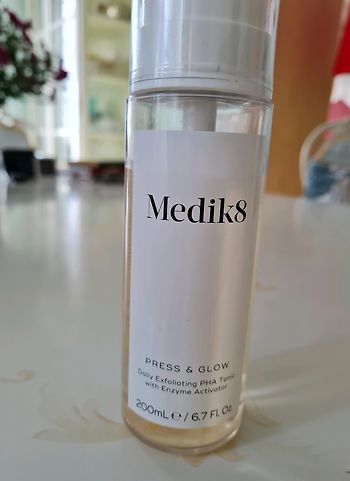 Medik8
PRESS & GLOW
Daily Exfoliating PHA Tonic
with Enzyme Activator
200mL ℮ / 6.7 FL.Oz.